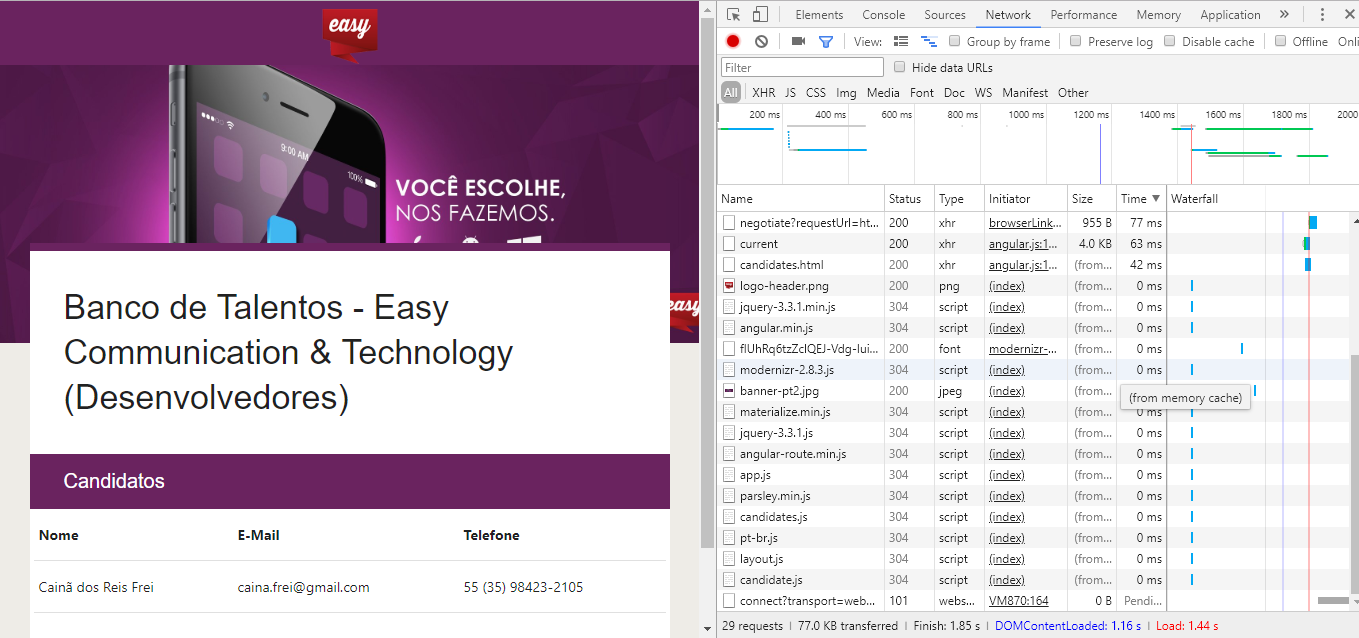 easy
9:00 AM
100%
VOCÊ ESCOLHE,
NOS FAZEMOS.
easy
Banco de Talentos - Easy
Communication & Technology
(Desenvolvedores)
Candidatos
Nome E-Mail Telefone
Cainã dos Reis Frei caina.frei@gmail.com 55 (35) 98423-2105
Elements Console Sources Network Performance Memory Application »
View: Group by frame Preserve log Disable cache Offline Onli
Filter Hide data URLs
All XHR JS CSS Img Media Font Doc WS Manifest Other
200 ms 400 ms 600 ms 800 ms 1000 ms 1200 ms 1400 ms 1600 ms 1800 ms 2000
Name Status Type Initiator Size Time ▼ Waterfall
negotiate?requestUrl=ht... 200 xhr browserLink... 955 B 77 ms
current 200 xhr angular.js:1... 4.0 KB 63 ms
candidates.html 200 xhr angular.js:1... (from... 42 ms
logo-header.png 200 png (index) (from... 0 ms
jquery-3.3.1.min.js 304 script (index) (from... 0 ms
angular.min.js 304 script (index) (from... 0 ms
200 font modernizr-... (from... 0 ms
modernizr-2.8.3.js 304 script (index) (from... 0 ms
banner-pt2.jpg 200 jpeg (index) (from memory cache)
materialize.min.js 304 script (index) (from... 0 ms
jquery-3.3.1.js 304 script (index) (from... 0 ms
angular-route.min.js 304 script (index) (from... 0 ms
app.js 304 script (index) (from... 0 ms
parsley.min.js 304 script (index) (from... 0 ms
candidates.js 304 script (index) (from... 0 ms
pt-br.js 304 script (index) (from... 0 ms
layout.js 304 script (index) (from... 0 ms
candidate.js 304 script (index) (from... 0 ms
connect?transport=web... 101 webs... VM870:164 0 B Pendi...
29 requests | 77.0 KB transferred | Finish: 1.85 s | DOMContentLoaded: 1.16 s | Load: 1.44 s